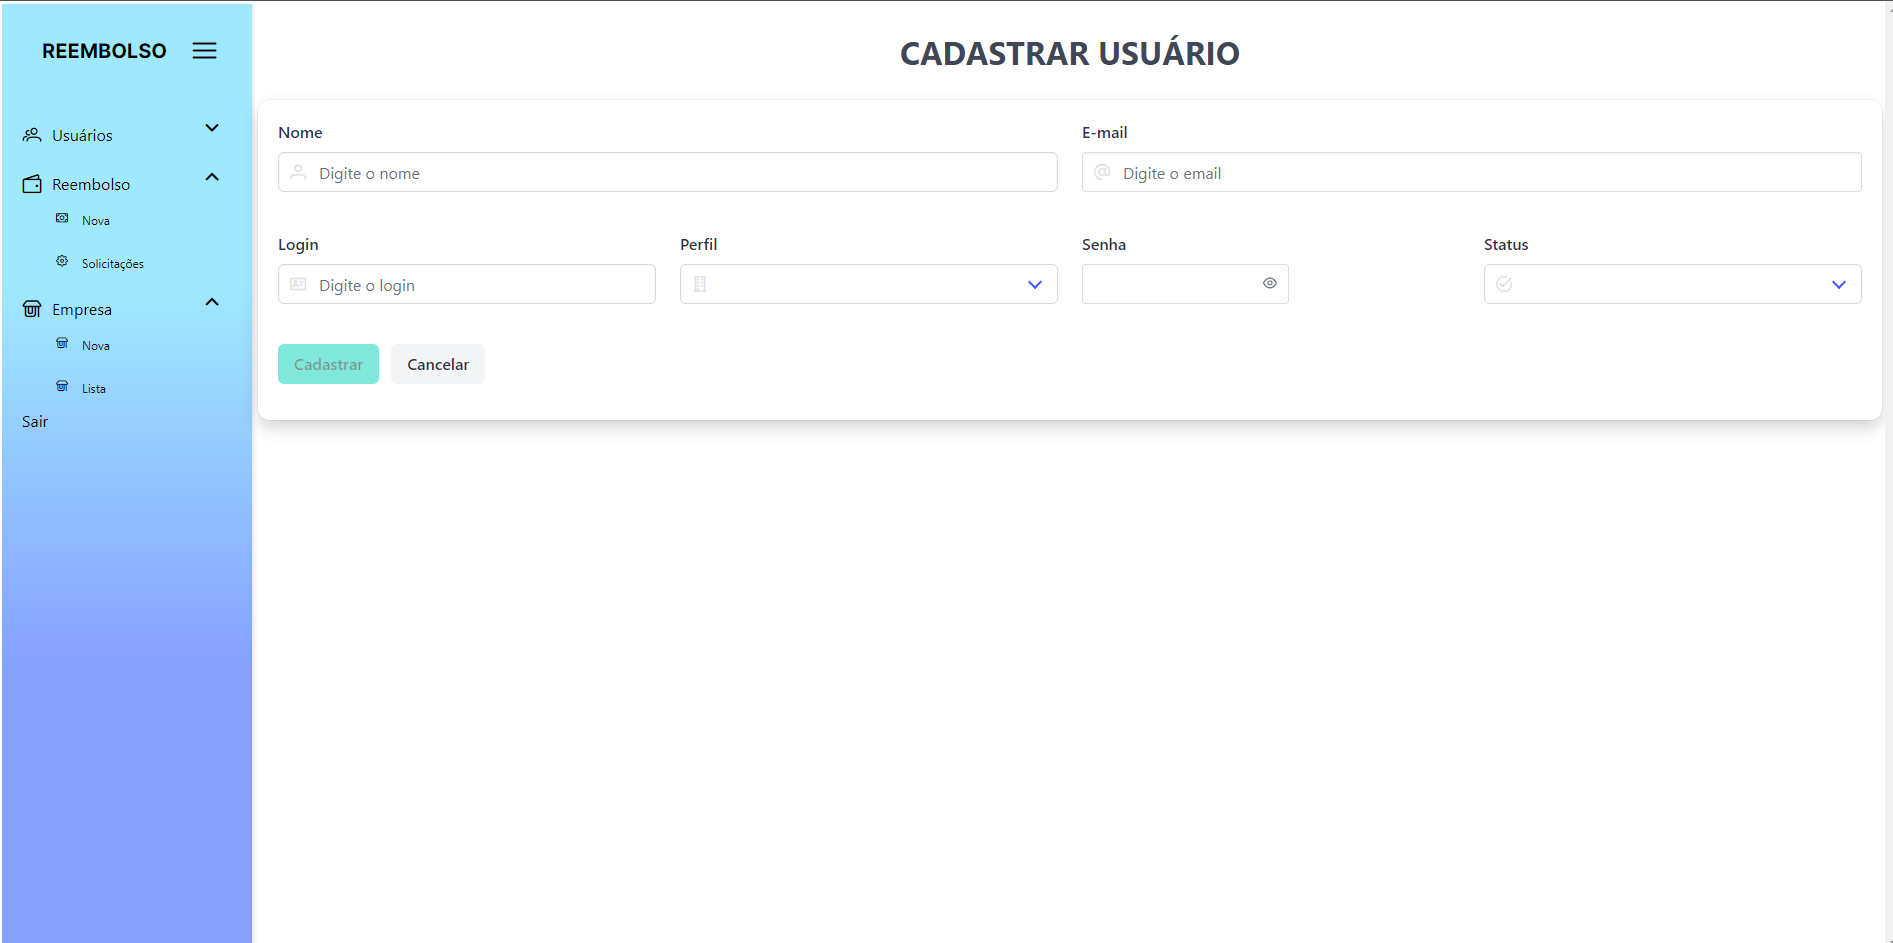 REEMBOLSO
Usuários
Reembolso
Nova
Solicitações
Empresa
Nova
Lista
Sair
CADASTRAR USUÁRIO
Nome
E-mail
Digite o nome
Digite o email
Login
Perfil
Senha
Status
Digite o login
Cadastrar
Cancelar